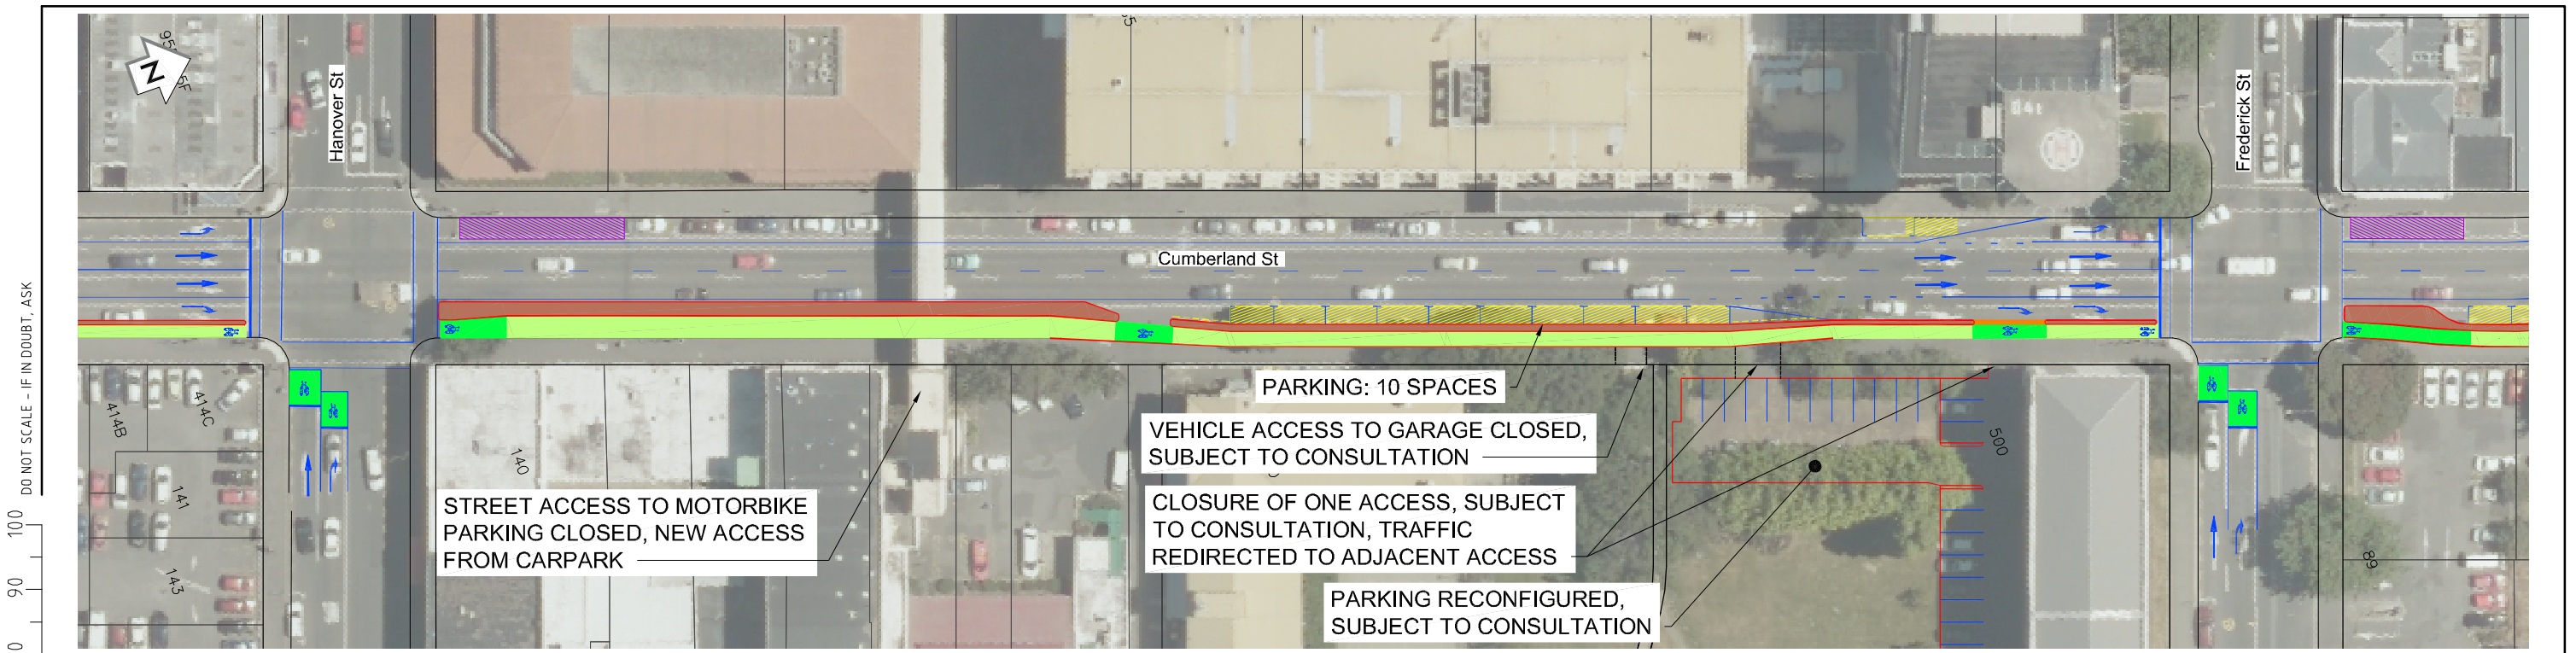 DO NOT SCALE - IF IN DOUBT, ASK
100
90
0
N
Hanover St
Frederick St
Cumberland St
414B
414C
141
143
140
500
89
PARKING: 10 SPACES
VEHICLE ACCESS TO GARAGE CLOSED,
SUBJECT TO CONSULTATION
STREET ACCESS TO MOTORBIKE
PARKING CLOSED, NEW ACCESS
FROM CARPARK
CLOSURE OF ONE ACCESS, SUBJECT
TO CONSULTATION, TRAFFIC
REDIRECTED TO ADJACENT ACCESS
PARKING RECONFIGURED,
SUBJECT TO CONSULTATION